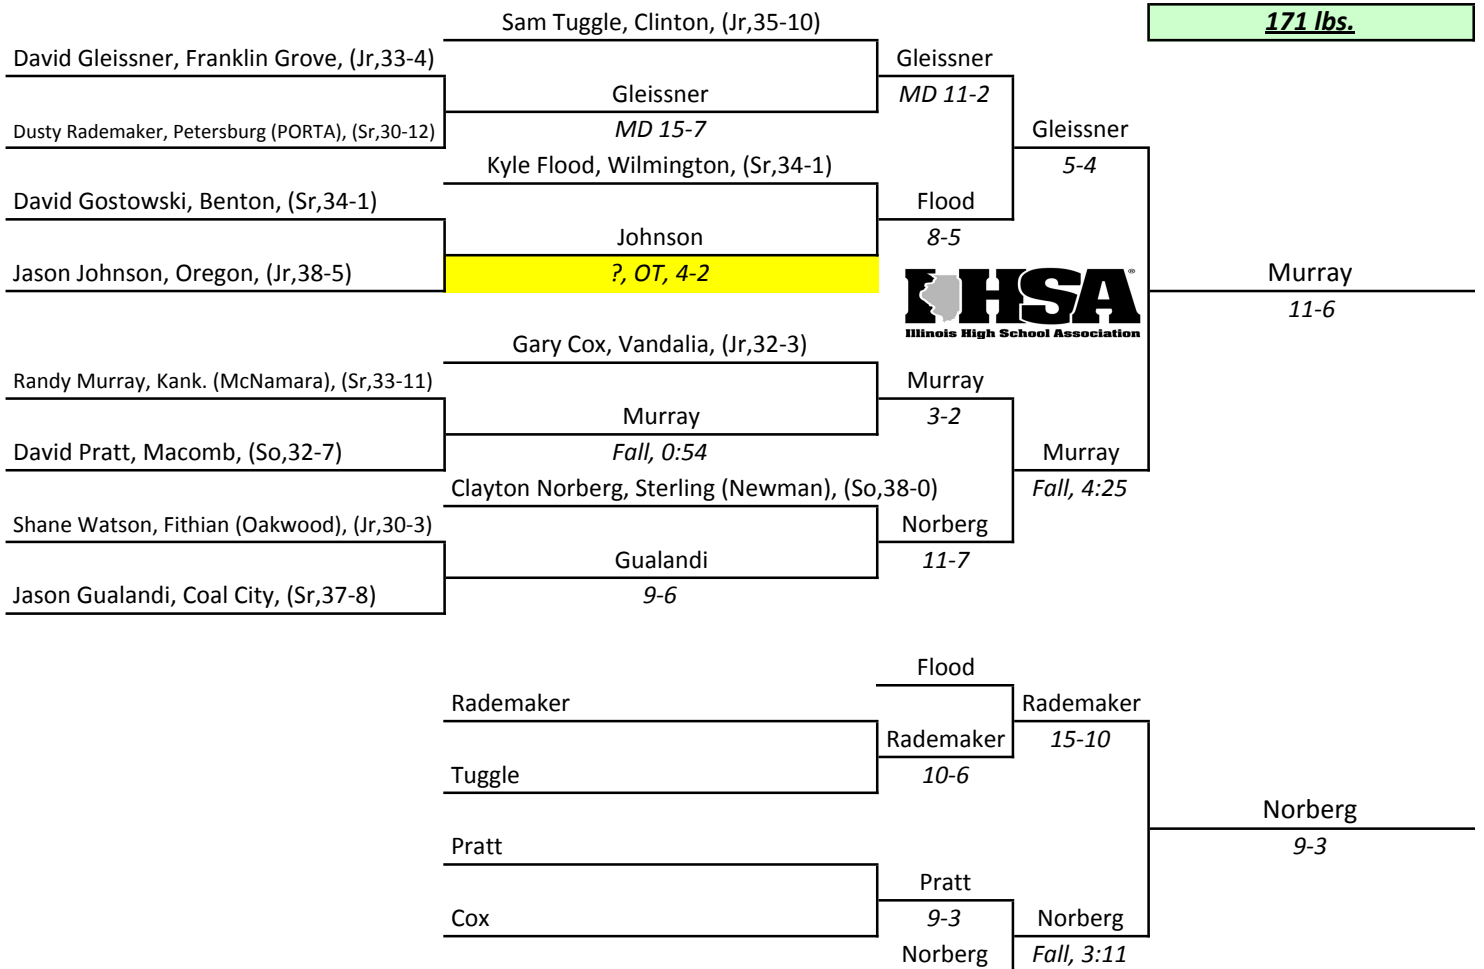 Sam Tuggle, Clinton, (Jr,35-10)
171 lbs.
David Gleissner, Franklin Grove, (Jr,33-4)
Gleissner
Gleissner
MD 11-2
Dusty Rademaker, Petersburg (PORTA), (Sr,30-12)
MD 15-7
Gleissner
Kyle Flood, Wilmington, (Sr,34-1)
5-4
David Gostowski, Benton, (Sr,34-1)
Flood
Johnson
8-5
Jason Johnson, Oregon, (Jr,38-5)
?, OT, 4-2
IHSA®
Illinois High School Association
Murray
11-6
Gary Cox, Vandalia, (Jr,32-3)
Randy Murray, Kank. (McNamara), (Sr,33-11)
Murray
Murray
3-2
David Pratt, Macomb, (So,32-7)
Fall, 0:54
Murray
Clayton Norberg, Sterling (Newman), (So,38-0)
Fall, 4:25
Shane Watson, Fithian (Oakwood), (Jr,30-3)
Norberg
Gualandi
11-7
Jason Gualandi, Coal City, (Sr,37-8)
9-6
Flood
Rademaker
Rademaker
Rademaker
15-10
Tuggle
10-6
Norberg
Pratt
9-3
Pratt
Cox
9-3
Norberg
Norberg
Fall, 3:11